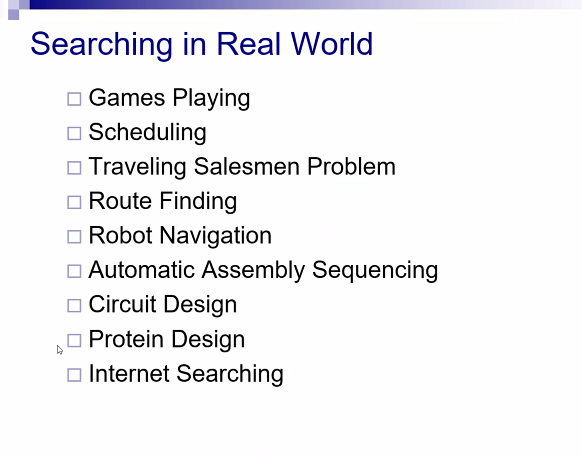 Searching in Real World
Games Playing
Scheduling
Traveling Salesmen Problem
Route Finding
Robot Navigation
Automatic Assembly Sequencing
Circuit Design
Protein Design
Internet Searching